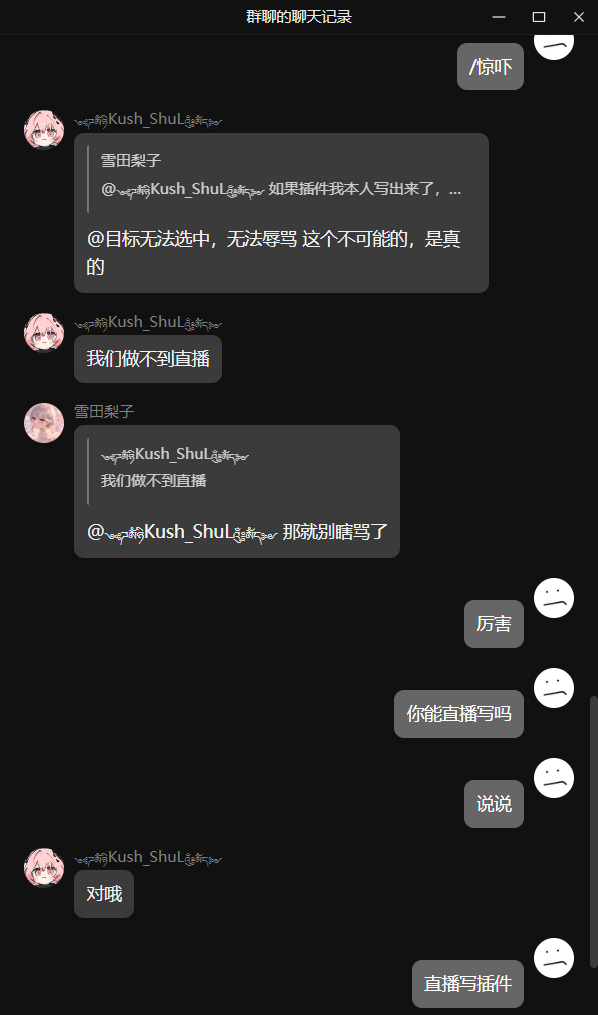 群聊的聊天记录
/惊吓
Kush_ShuL
雪田梨子
@Kush_ShuL 如果插件我本人写出来了，...
@目标无法选中，无法辱骂 这个不可能的，是真
的
Kush_ShuL
我们做不到直播
雪田梨子
Kush_ShuL
我们做不到直播
@Kush_ShuL 那就别瞎骂了
厉害
你能直播写吗
说说
Kush_ShuL
对哦
直播写插件